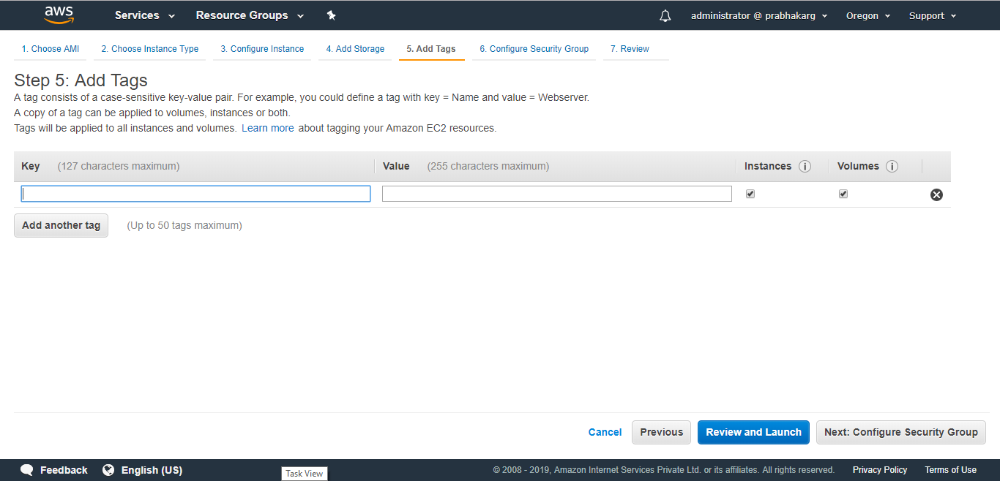 aws Services Resource Groups administrator @ prabhakarg Oregon Support
1. Choose AMI 2. Choose Instance Type 3. Configure Instance 4. Add Storage 5. Add Tags 6. Configure Security Group 7. Review
Step 5: Add Tags
A tag consists of a case-sensitive key-value pair. For example, you could define a tag with key = Name and value = Webserver.
A copy of a tag can be applied to volumes, instances or both.
Tags will be applied to all instances and volumes. Learn more about tagging your Amazon EC2 resources.
Key (127 characters maximum) Value (255 characters maximum) Instances i Volumes i
Add another tag (Up to 50 tags maximum)
Cancel Previous Review and Launch Next: Configure Security Group
Feedback English (US) © 2008 - 2019, Amazon Internet Services Private Ltd. or its affiliates. All rights reserved. Privacy Policy Terms of Use
Task View